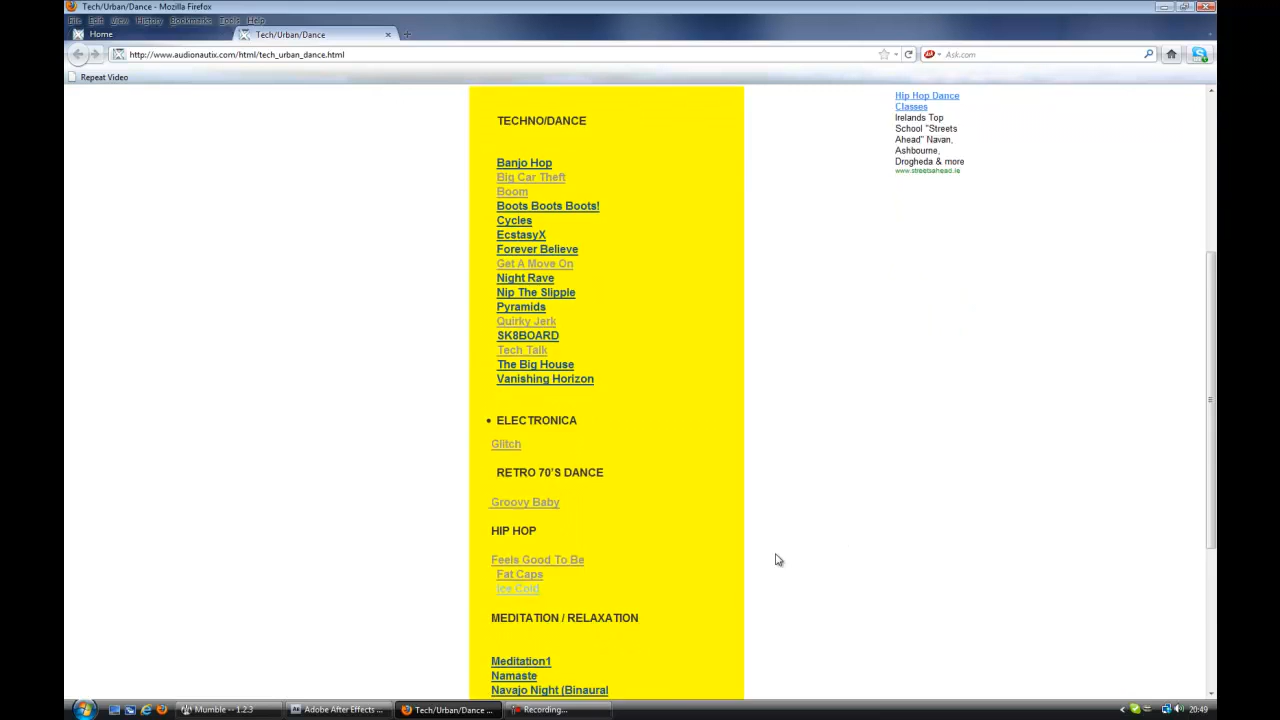 Tech/Urban/Dance - Mozilla Firefox
File Edit View History Bookmarks Tools Help
Home Tech/Urban/Dance
http://www.audionautix.com/html/tech_urban_dance.html Ask.com
Repeat Video
Hip Hop Dance
Classes
Irelands Top
School "Streets
Ahead" Navan,
Ashbourne,
Drogheda & more
www.streetsahead.ie
TECHNO/DANCE
Banjo Hop
Big Car Theft
Boom
Boots Boots Boots!
Cycles
EcstasyX
Forever Believe
Get A Move On
Night Rave
Nip The Slipple
Pyramids
Quirky Jerk
SK8BOARD
Tech Talk
The Big House
Vanishing Horizon
• ELECTRONICA
Glitch
RETRO 70'S DANCE
Groovy Baby
HIP HOP
Feels Good To Be
Fat Caps
Ice Cold
MEDITATION / RELAXATION
Meditation1
Namaste
Navajo Night (Binaural
Mumble -- 1.2.3 Adobe After Effects ... Tech/Urban/Dance ... Recording... 20:49